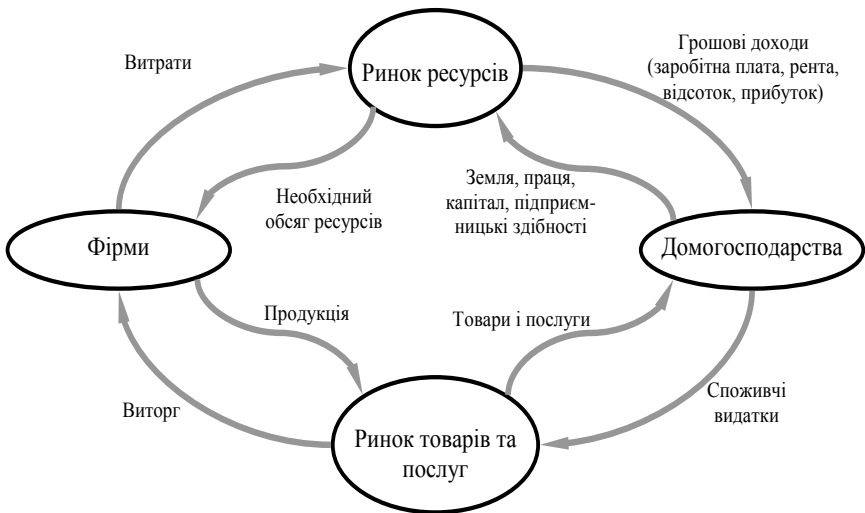 Витрати
Ринок ресурсів
Грошові доходи
(заробітна плата, рента,
відсоток, прибуток)
Необхідний
обсяг ресурсів
Земля, праця,
капітал, підприєм-
ницькі здібності
Фірми
Домогосподарства
Продукція
Товари і послуги
Виторг
Ринок товарів та
послуг
Споживчі
видатки